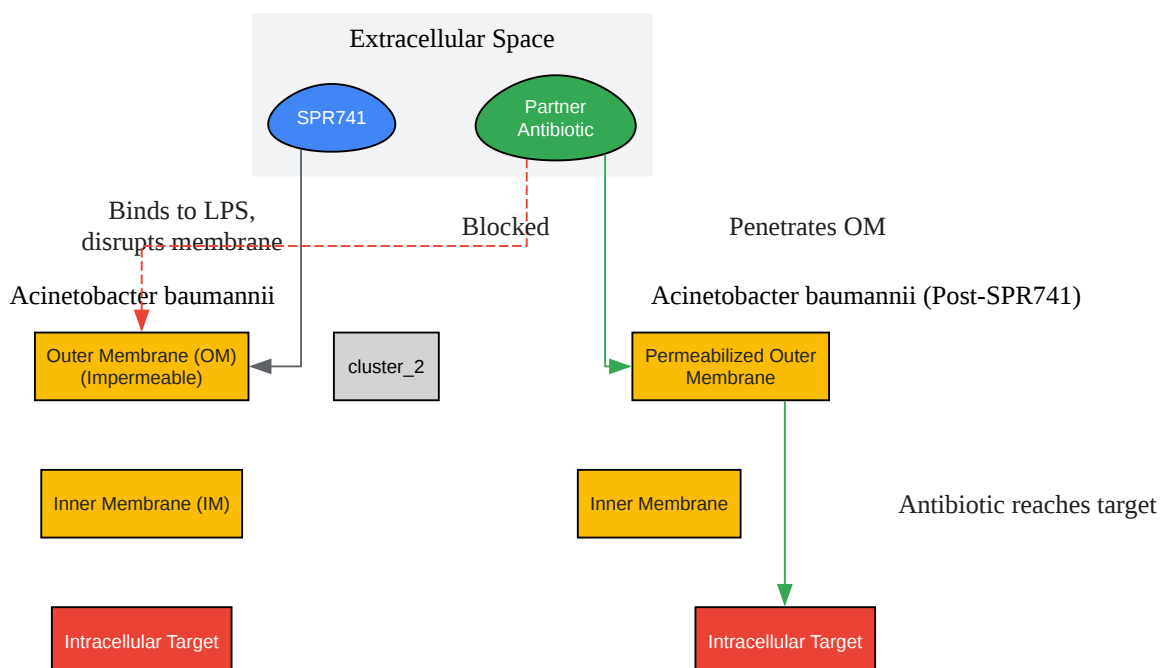 Extracellular Space
SPR741
Partner
Antibiotic
Binds to LPS,
disrupts membrane
Blocked
Penetrates OM
Acinetobacter baumannii
Acinetobacter baumannii (Post-SPR741)
Outer Membrane (OM)
(Impermeable)
cluster_2
Permeabilized Outer
Membrane
Inner Membrane (IM)
Inner Membrane
Antibiotic reaches target
Intracellular Target
Intracellular Target